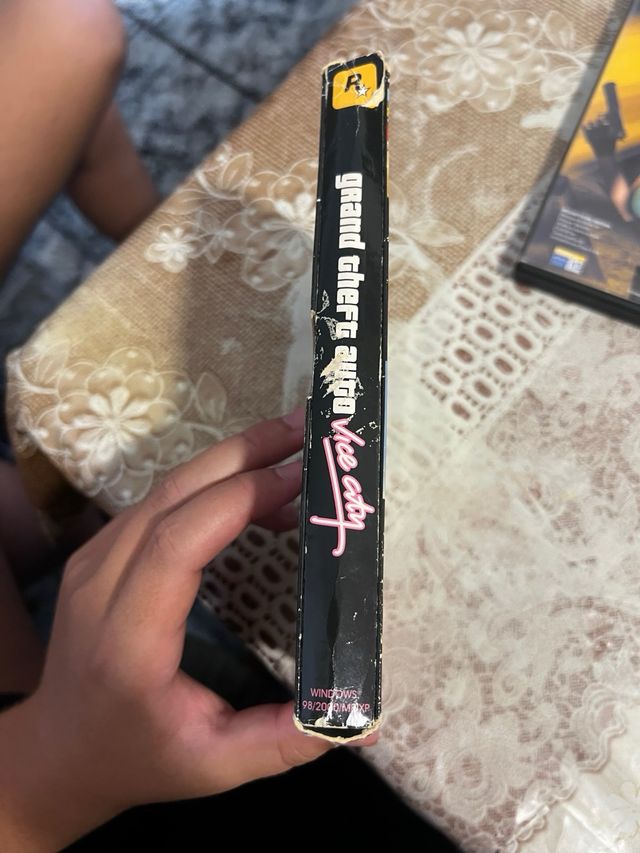 R
grand theft auto
Vice City
WINDOWS
98/2000/ME/XP